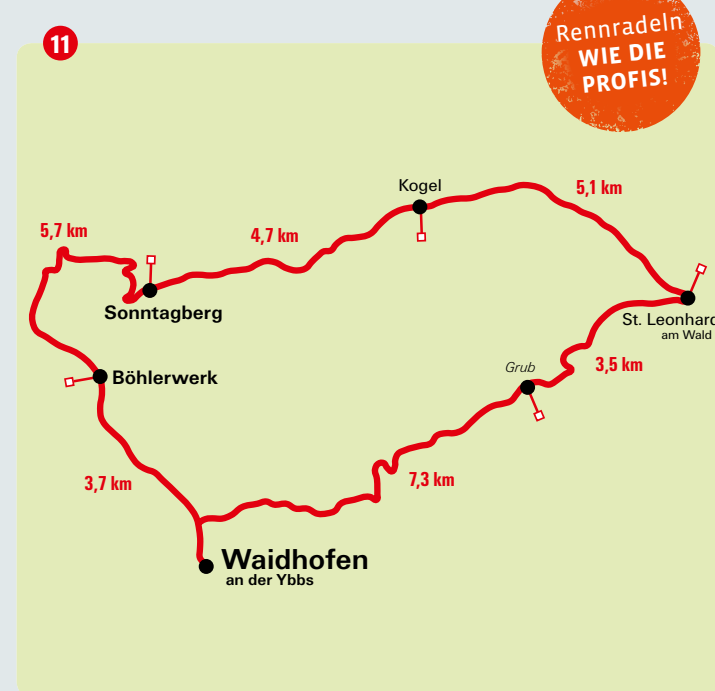 11
Rennradeln
WIE DIE
PROFIS!
Kogel
5,1 km
5,7 km
4,7 km
Sonntagberg
St. Leonhard
am Wald
Grub
3,5 km
Böhlerwerk
3,7 km
7,3 km
Waidhofen
an der Ybbs